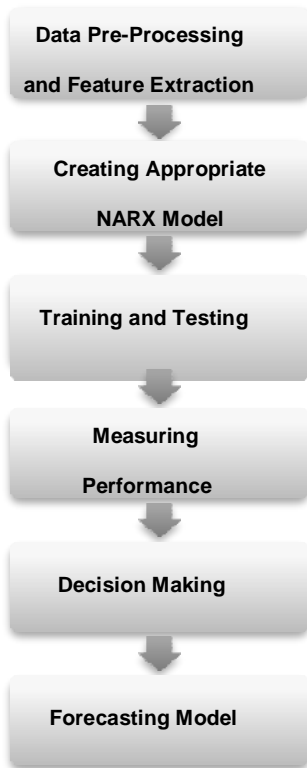 Data Pre-Processing
and Feature Extraction
Creating Appropriate
NARX Model
Training and Testing
Measuring
Performance
Decision Making
Forecasting Model